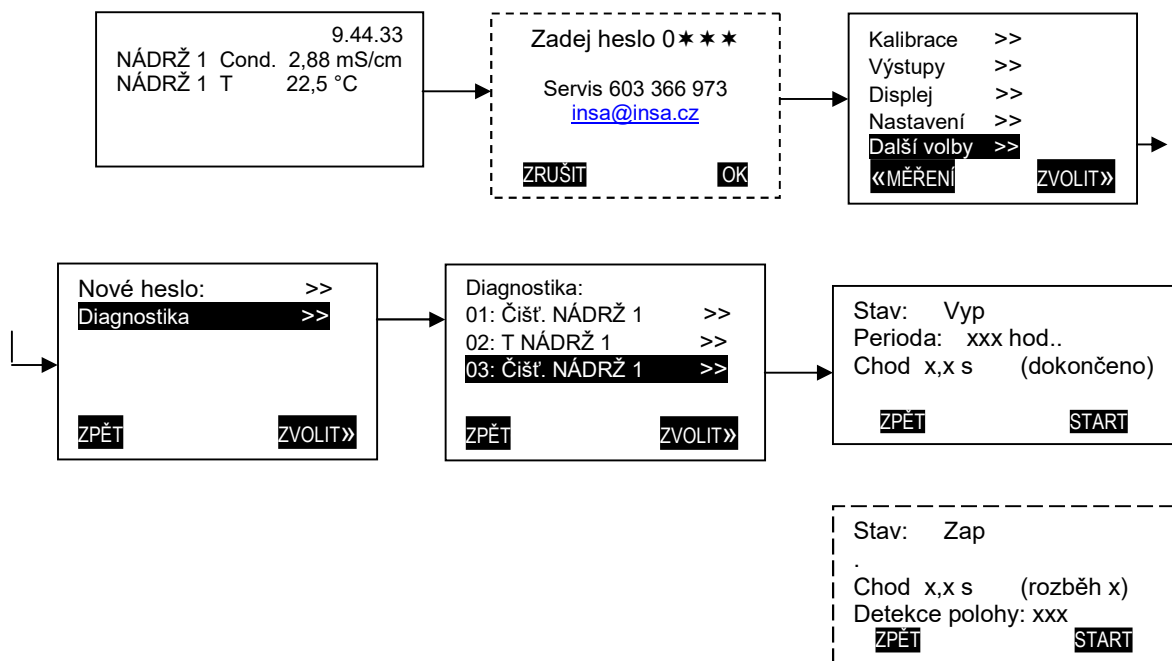 9.44.33
NÁDRŽ 1 Cond. 2,88 mS/cm
NÁDRŽ 1 T 22,5 °C
Zadej heslo 0✶✶✶
Servis 603 366 973
insa@insa.cz
ZRUŠIT OK
Kalibrace >>
Výstupy >>
Displej >>
Nastavení >>
Další volby >>
«MĚŘENÍ ZVOLIT»
Nové heslo: >>
Diagnostika >>
ZPĚT ZVOLIT»
Diagnostika:
01: Čišť. NÁDRŽ 1 >>
02: T NÁDRŽ 1 >>
03: Čišť. NÁDRŽ 1 >>
ZPĚT ZVOLIT»
Stav: Vyp
Perioda: xxx hod..
Chod x,x s (dokončeno)
ZPĚT START
Stav: Zap
.
Chod x,x s (rozběh x)
Detekce polohy: xxx
ZPĚT START